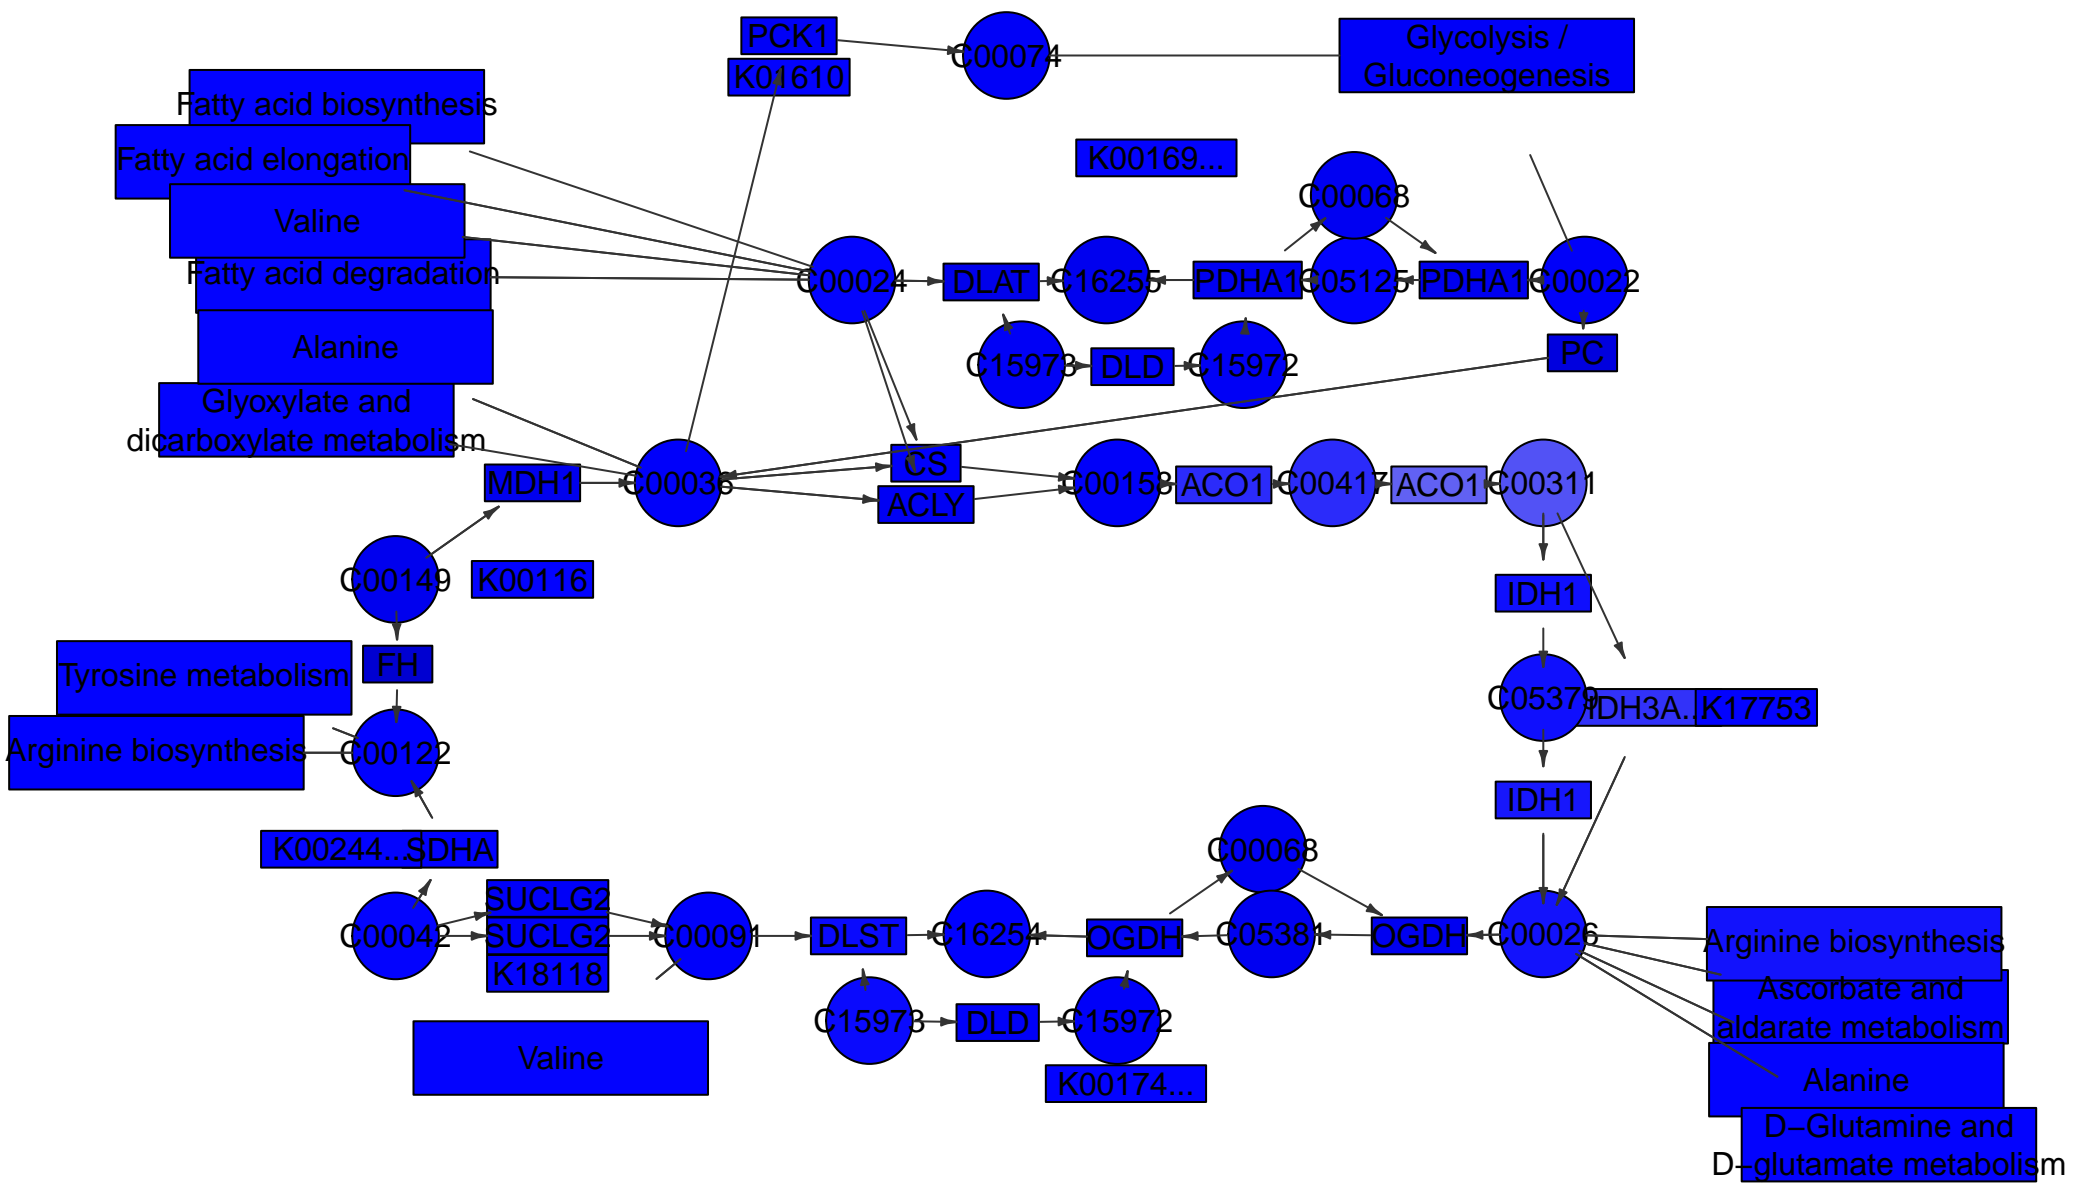 PCK1
C00074
Glycolysis /
Gluconeogenesis
K01610
Fatty acid biosynthesis
Fatty acid elongation
K00169...
C00068
Valine
Fatty acid degradation
C00024
DLAT
C16255
PDHA1
C05125
PDHA1
C00022
Alanine
C15973
DLD
C15972
PC
Glyoxylate and
dicarboxylate metabolism
MDH1
C00036
CS
ACLY
C00158
ACO1
C00417
ACO1
C00311
C00149
K00116
IDH1
Tyrosine metabolism
FH
C05379
IDH3A...
K17753
Arginine biosynthesis
C00122
IDH1
K00244...
SDHA
C00068
SUCLG2
C00042
SUCLG2
C00091
DLST
C16254
OGDH
C05381
OGDH
C00026
Arginine biosynthesis
K18118
Ascorbate and
aldarate metabolism
C15973
DLD
C15972
Valine
K00174...
Alanine
D−Glutamine and
D−glutamate metabolism